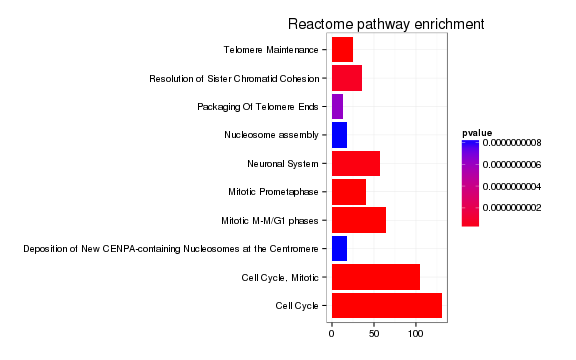 Reactome pathway enrichment
Telomere Maintenance
Resolution of Sister Chromatid Cohesion
Packaging Of Telomere Ends
Nucleosome assembly
Neuronal System
Mitotic Prometaphase
Mitotic M-M/G1 phases
Deposition of New CENPA-containing Nucleosomes at the Centromere
Cell Cycle, Mitotic
Cell Cycle
0 50 100
pvalue
0.0000000008
0.0000000006
0.0000000004
0.0000000002